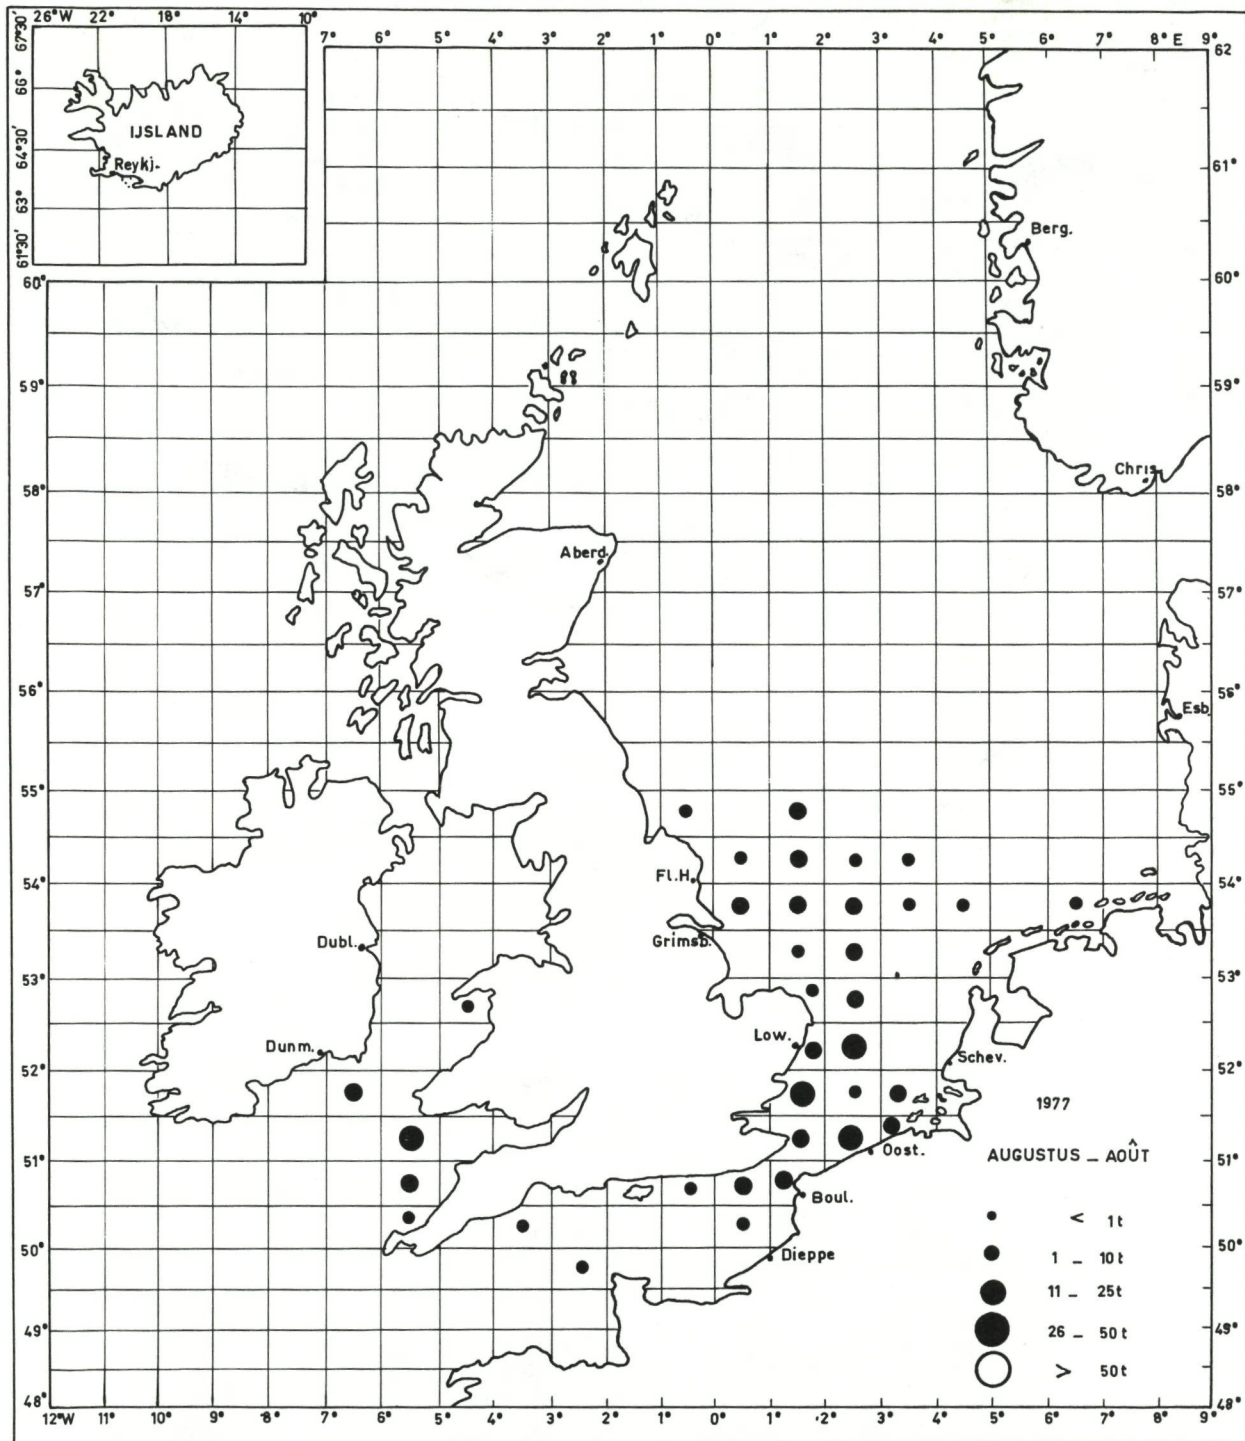 26°W 22° 18° 14° 10°
67°30'
66°
64°30'
63°
61°30'
IJSLAND
Reykj.
7° 6° 5° 4° 3° 2° 1° 0° 1° 2° 3° 4° 5° 6° 7° 8° E 9°
62
61°
60° 60°
59° 59°
58° 58°
57° 57°
56° 56°
55° 55°
54° 54°
53° 53°
52° 52°
51° 51°
50° 50°
49° 49°
48° 48°
Berg.
Chris
Aberd.
Esb
Fl.H.
Dubl.
Grimsb.
Low.
Dunm.
Schev.
Oost.
Boul.
Dieppe
1977
AUGUSTUS _ AOÛT
< 1t
1 _ 10t
11 _ 25t
26 _ 50t
> 50t
12°W 11° 10° 9° 8° 7° 6° 5° 4° 3° 2° 1° 0° 1° 2° 3° 4° 5° 6° 7° 8° 9°